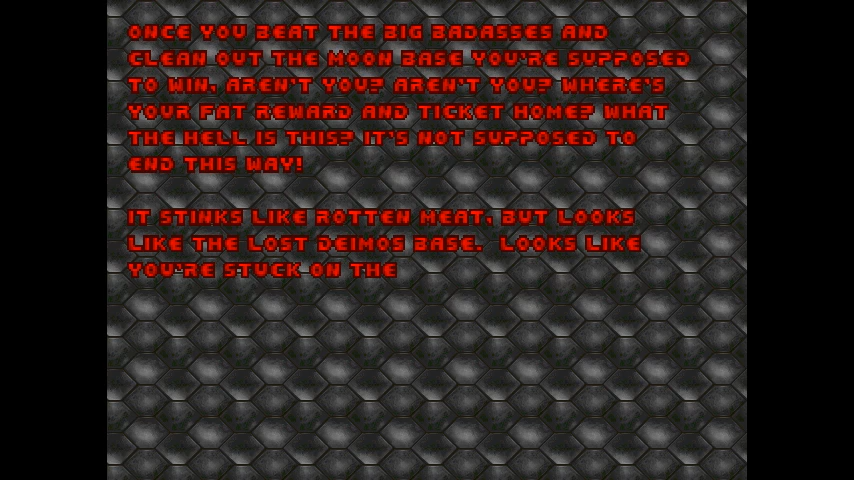 ONCE YOU BEAT THE BIG BADASSES AND
CLEAN OUT THE MOON BASE YOU'RE SUPPOSED
TO WIN, AREN'T YOU? AREN'T YOU? WHERE'S
YOUR FAT REWARD AND TICKET HOME? WHAT
THE HELL IS THIS? IT'S NOT SUPPOSED TO
END THIS WAY!
IT STINKS LIKE ROTTEN MEAT, BUT LOOKS
LIKE THE LOST DEIMOS BASE.  LOOKS LIKE
YOU'RE STUCK ON THE